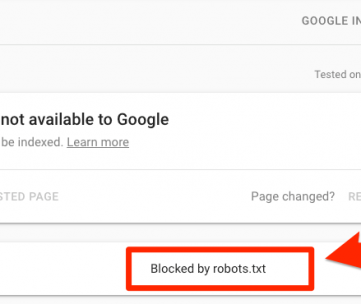 GOOGLE IN
Tested on
not available to Google
be indexed. Learn more
STED PAGE Page changed? RE
Blocked by robots.txt